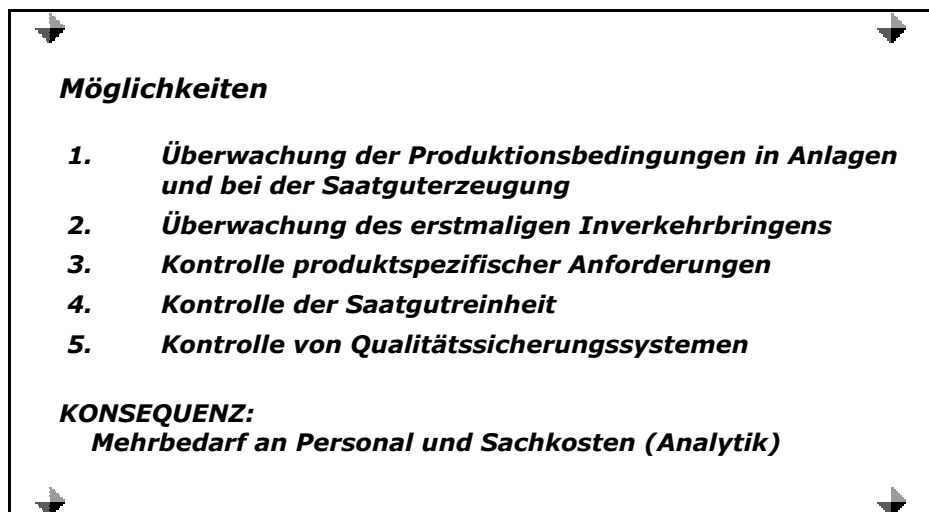 Möglichkeiten
1. Überwachung der Produktionsbedingungen in Anlagen
und bei der Saatguterzeugung
2. Überwachung des erstmaligen Inverkehrbringens
3. Kontrolle produktspezifischer Anforderungen
4. Kontrolle der Saatgutreinheit
5. Kontrolle von Qualitätssicherungssystemen
KONSEQUENZ:
Mehrbedarf an Personal und Sachkosten (Analytik)